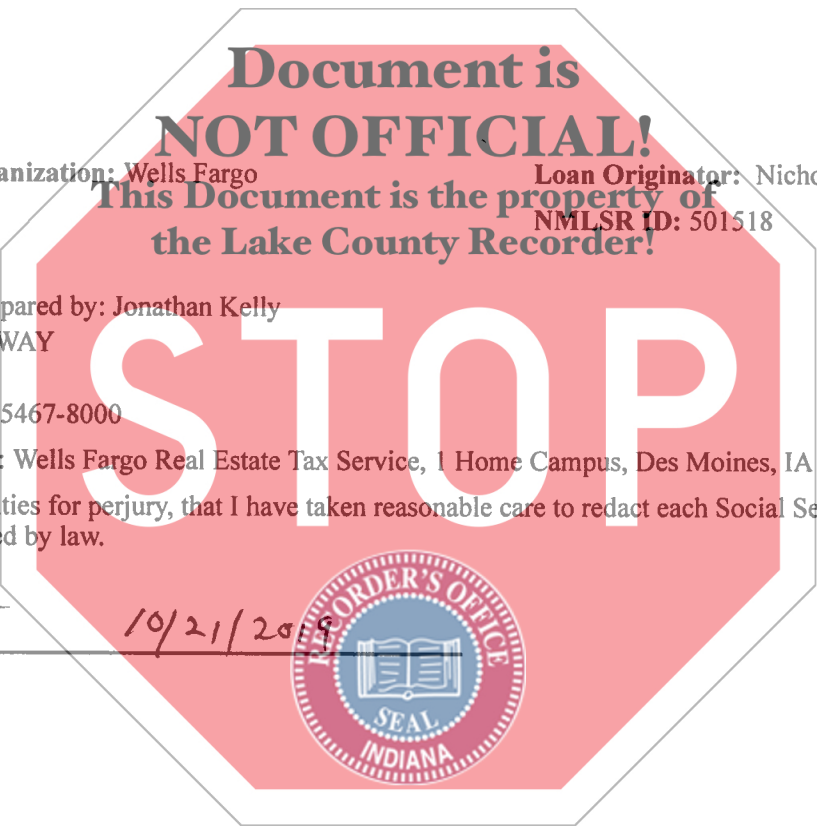 Document is
NOT OFFICIAL!
anization: Wells Fargo Loan Originator: Nicho
This Document is the property of
NMLSR ID: 501518
the Lake County Recorder!
pared by: Jonathan Kelly
WAY
STOP
5467-8000
: Wells Fargo Real Estate Tax Service, 1 Home Campus, Des Moines, IA
ties for perjury, that I have taken reasonable care to redact each Social Se
ed by law.
10/21/2019
RECORDER'S OFFICE
SEAL
INDIANA